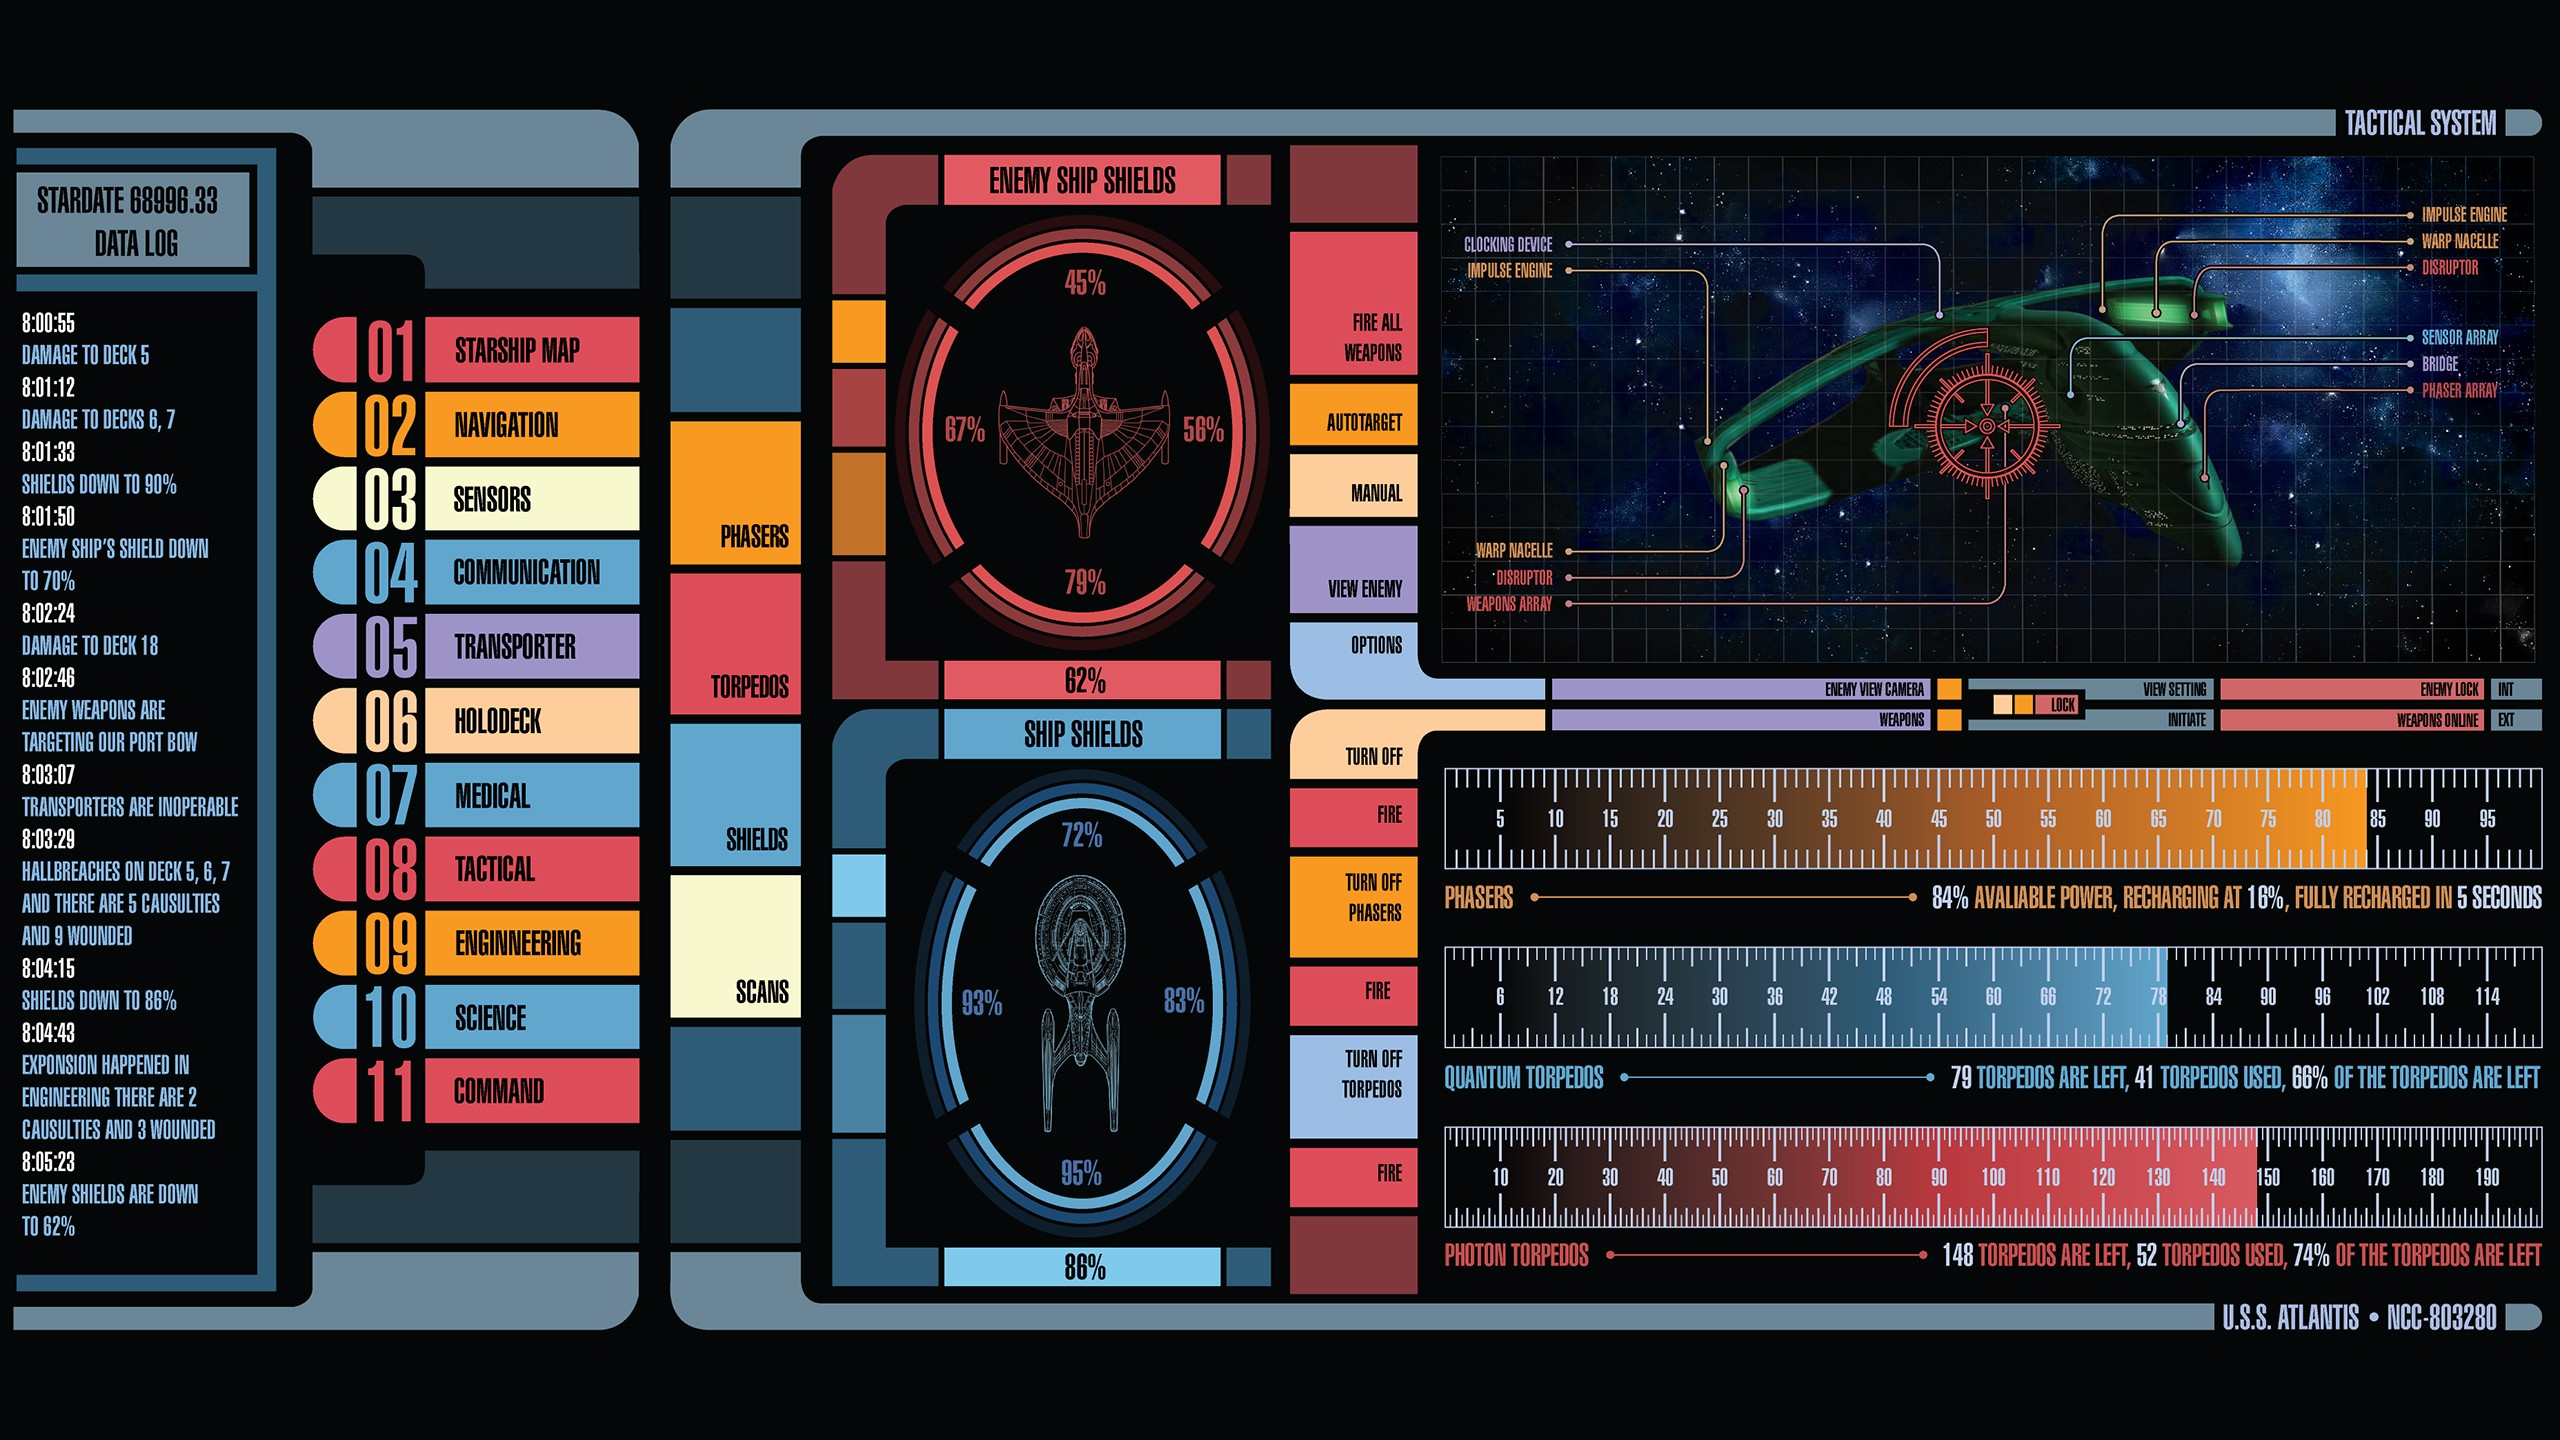 TACTICAL SYSTEM
STARDATE 68996.33
DATA LOG
8:00:55
DAMAGE TO DECK 5
8:01:12
DAMAGE TO DECKS 6, 7
8:01:33
SHIELDS DOWN TO 90%
8:01:50
ENEMY SHIP'S SHIELD DOWN
TO 70%
8:02:24
DAMAGE TO DECK 18
8:02:46
ENEMY WEAPONS ARE
TARGETING OUR PORT BOW
8:03:07
TRANSPORTERS ARE INOPERABLE
8:03:29
HALLBREACHES ON DECK 5, 6, 7
AND THERE ARE 5 CAUSULTIES
AND 9 WOUNDED
8:04:15
SHIELDS DOWN TO 86%
8:04:43
EXPONSION HAPPENED IN
ENGINEERING THERE ARE 2
CAUSULTIES AND 3 WOUNDED
8:05:23
ENEMY SHIELDS ARE DOWN
TO 62%
01 STARSHIP MAP
02 NAVIGATION
03 SENSORS
04 COMMUNICATION
05 TRANSPORTER
06 HOLODECK
07 MEDICAL
08 TACTICAL
09 ENGINNEERING
10 SCIENCE
11 COMMAND
PHASERS
TORPEDOS
SHIELDS
SCANS
ENEMY SHIP SHIELDS
45%
67% 56%
79%
62%
SHIP SHIELDS
72%
93% 83%
95%
86%
FIRE ALL
WEAPONS
AUTOTARGET
MANUAL
VIEW ENEMY
OPTIONS
TURN OFF
FIRE
TURN OFF
PHASERS
FIRE
TURN OFF
TORPEDOS
FIRE
CLOCKING DEVICE
IMPULSE ENGINE
WARP NACELLE
DISRUPTOR
WEAPONS ARRAY
IMPULSE ENGINE
WARP NACELLE
DISRUPTOR
SENSOR ARRAY
BRIDGE
PHASER ARRAY
ENEMY VIEW CAMERA VIEW SETTING ENEMY LOCK INT
LOCK
WEAPONS INITIATE WEAPONS ONLINE EXT
5 10 15 20 25 30 35 40 45 50 55 60 65 70 75 80 85 90 95
PHASERS 84% AVALIABLE POWER, RECHARGING AT 16%, FULLY RECHARGED IN 5 SECONDS
6 12 18 24 30 36 42 48 54 60 66 72 78 84 90 96 102 108 114
QUANTUM TORPEDOS 79 TORPEDOS ARE LEFT, 41 TORPEDOS USED, 66% OF THE TORPEDOS ARE LEFT
10 20 30 40 50 60 70 80 90 100 110 120 130 140 150 160 170 180 190
PHOTON TORPEDOS 148 TORPEDOS ARE LEFT, 52 TORPEDOS USED, 74% OF THE TORPEDOS ARE LEFT
U.S.S. ATLANTIS • NCC-803280